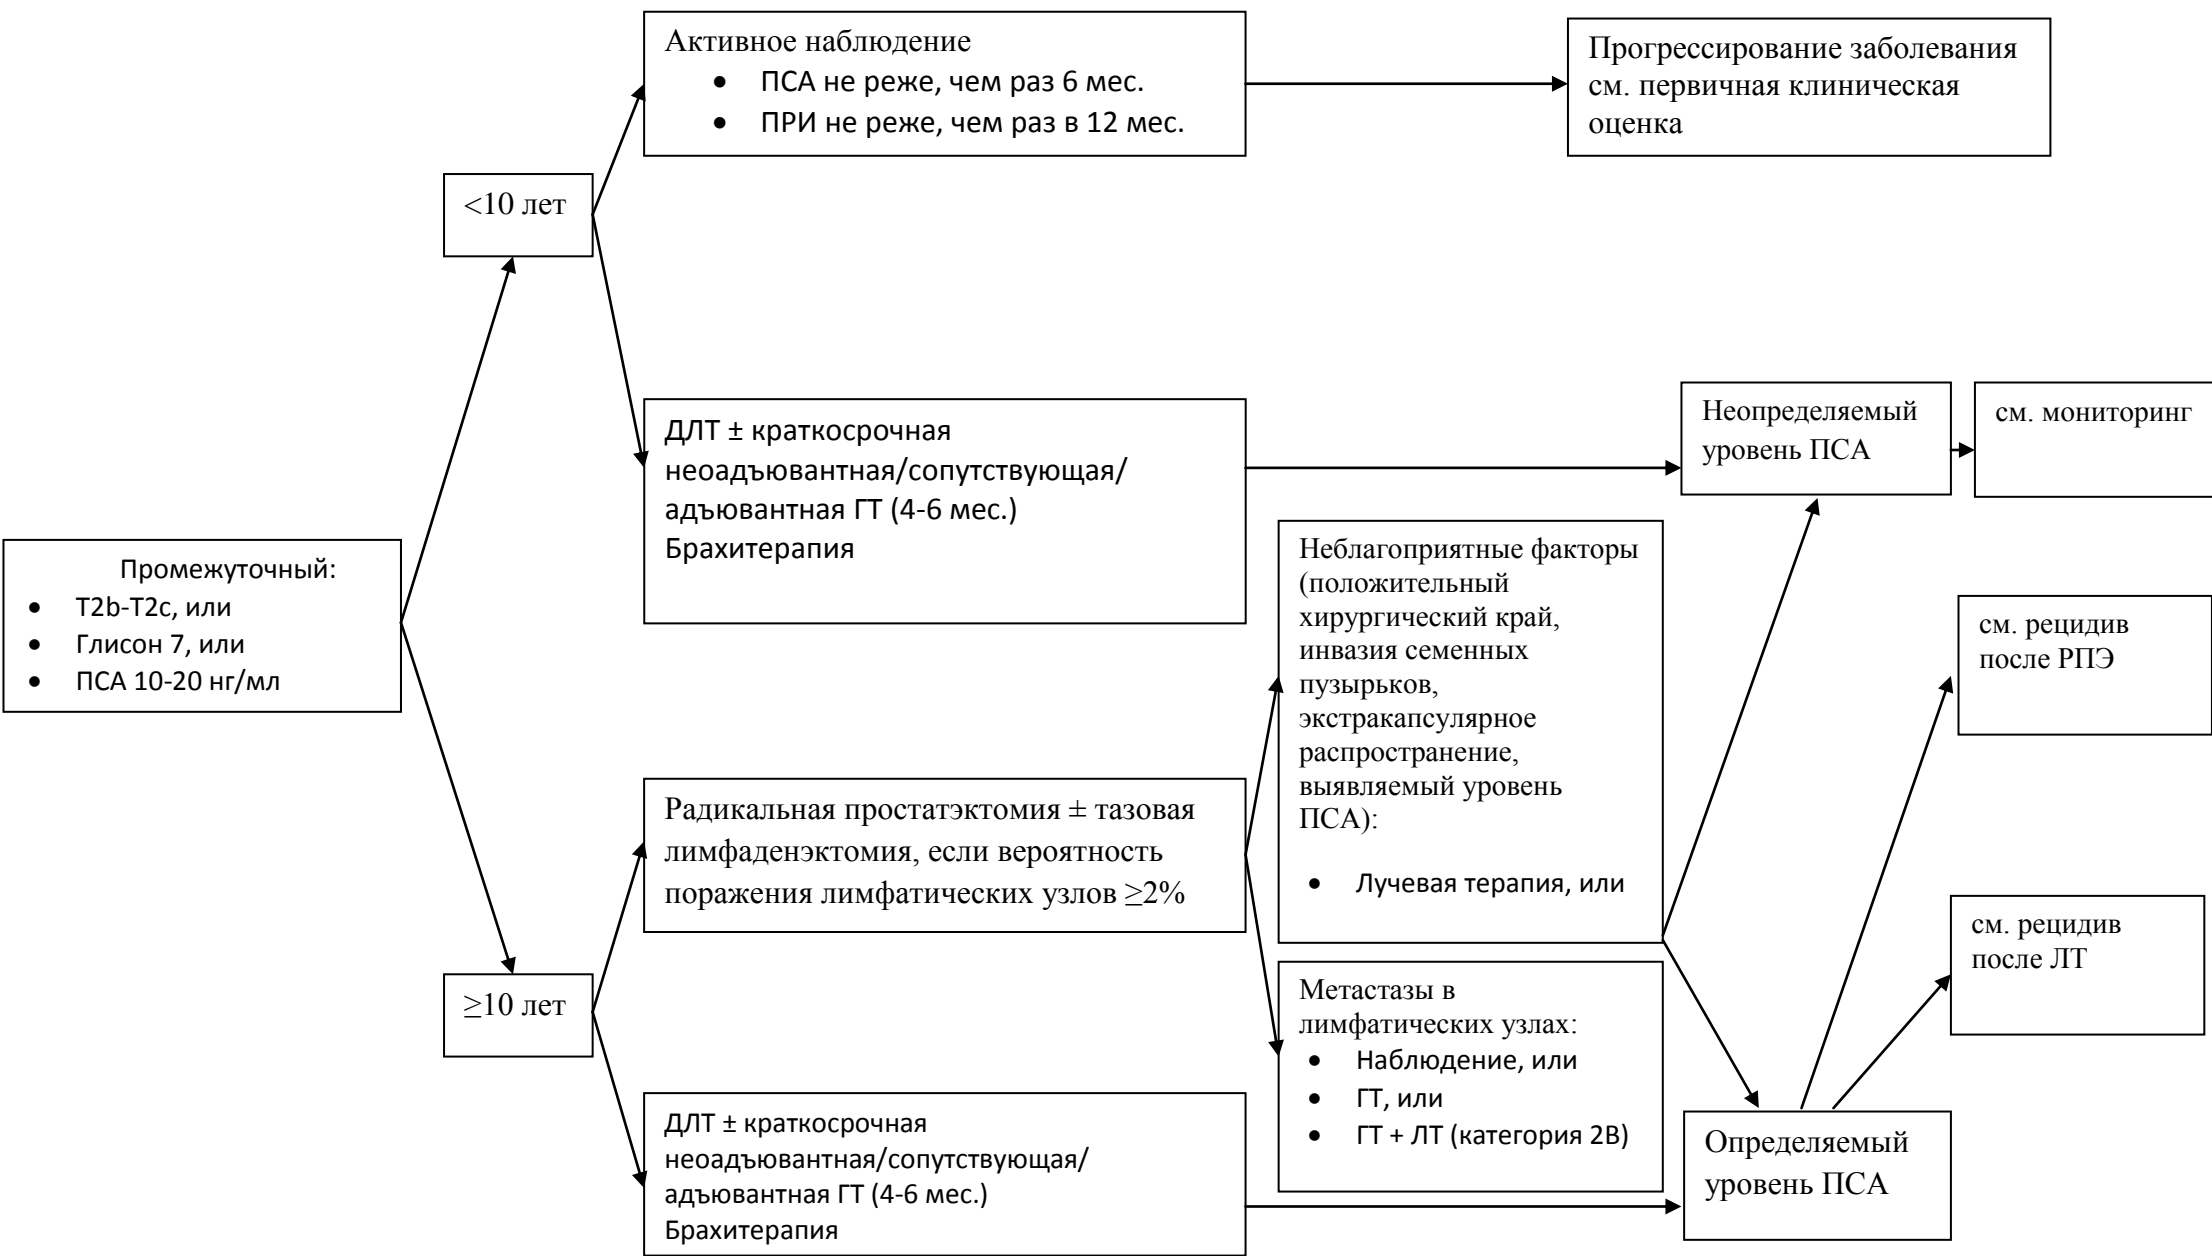 Активное наблюдение
• ПСА не реже, чем раз 6 мес.
• ПРИ не реже, чем раз в 12 мес.
Прогрессирование заболевания
см. первичная клиническая
оценка
<10 лет
ДЛТ ± краткосрочная
неоадъювантная/сопутствующая/
адъювантная ГТ (4-6 мес.)
Брахитерапия
Неопределяемый
уровень ПСА
см. мониторинг
Промежуточный:
• T2b-T2c, или
• Глисон 7, или
• ПСА 10-20 нг/мл
Неблагоприятные факторы
(положительный
хирургический край,
инвазия семенных
пузырьков,
экстракапсулярное
распространение,
выявляемый уровень
ПСА):
• Лучевая терапия, или
см. рецидив
после РПЭ
Радикальная простатэктомия ± тазовая
лимфаденэктомия, если вероятность
поражения лимфатических узлов ≥2%
см. рецидив
после ЛТ
≥10 лет
Метастазы в
лимфатических узлах:
• Наблюдение, или
• ГТ, или
• ГТ + ЛТ (категория 2В)
ДЛТ ± краткосрочная
неоадъювантная/сопутствующая/
адъювантная ГТ (4-6 мес.)
Брахитерапия
Определяемый
уровень ПСА